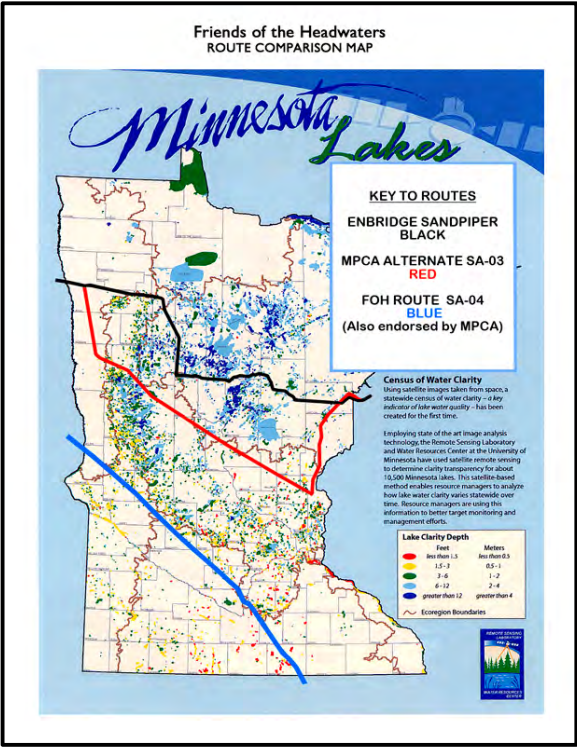 Friends of the Headwaters
ROUTE COMPARISON MAP
Minnesota
Lakes
KEY TO ROUTES
ENBRIDGE SANDPIPER
BLACK
MPCA ALTERNATE SA-03
RED
FOH ROUTE SA-04
BLUE
(Also endorsed by MPCA)
Census of Water Clarity
Using satellite images taken from space, a
statewide census of water clarity – a key
indicator of lake water quality – has been
created for the first time.
Employing state of the art image analysis
technology, the Remote Sensing Laboratory
and Water Resources Center at the University of
Minnesota have used satellite remote sensing
to determine clarity transparency for about
10,500 Minnesota lakes. This satellite-based
method enables resource managers to analyze
how lake water clarity varies statewide over
time. Resource managers are using this
information to better target monitoring and
management efforts.
Lake Clarity Depth
Feet Meters
less than 1.5 less than 0.5
1.5 - 3 0.5 - 1
3 - 6 1 - 2
6 - 12 2 - 4
greater than 12 greater than 4
Ecoregion Boundaries
REMOTE SENSING
LABORATORY
WATER RESOURCES
CENTER